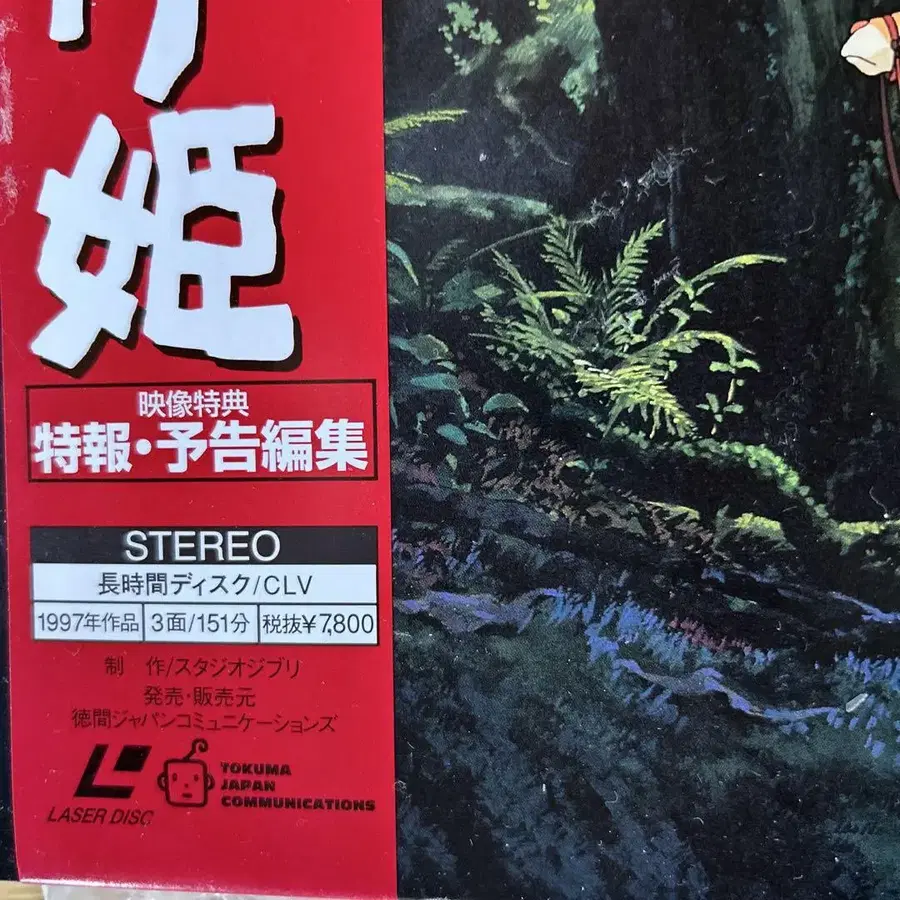 姫
映像特典
特報・予告編集
STEREO
長時間ディスク/CLV
1997年作品 3面/151分 税抜¥7,800
制 作/スタジオジブリ
発売・販売元
徳間ジャパンコミュニケーションズ
LASER DISC
TOKUMA
JAPAN
COMMUNICATIONS